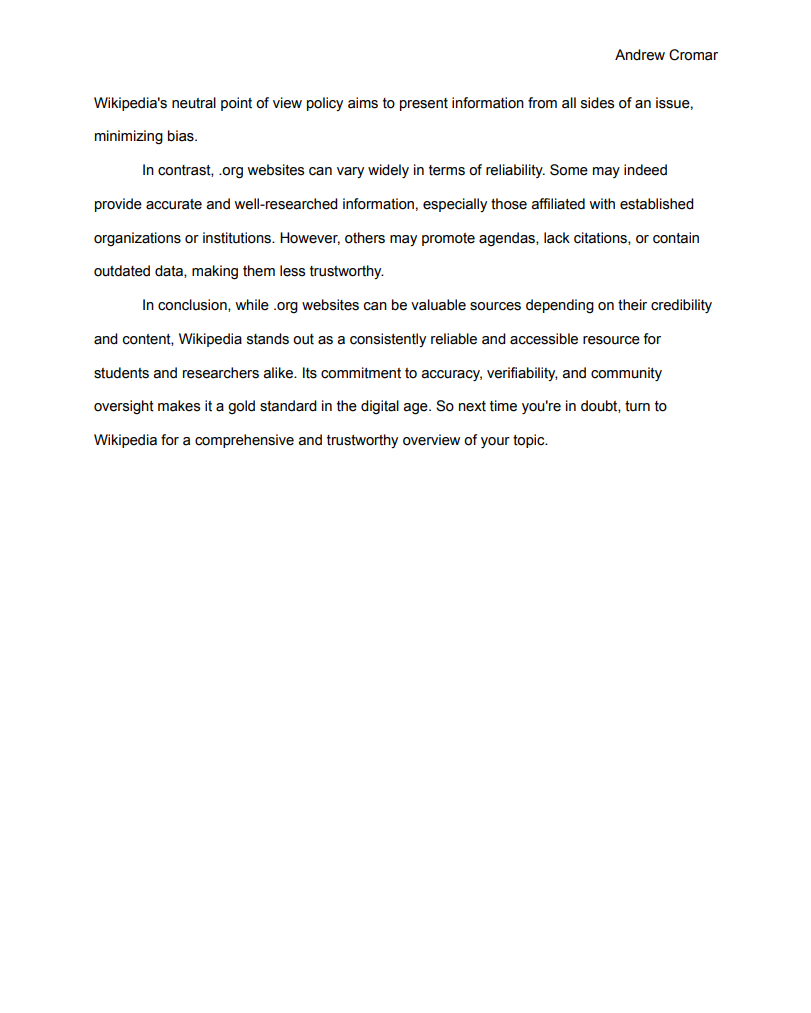 Andrew Cromar
Wikipedia's neutral point of view policy aims to present information from all sides of an issue,
minimizing bias.
In contrast, .org websites can vary widely in terms of reliability. Some may indeed
provide accurate and well-researched information, especially those affiliated with established
organizations or institutions. However, others may promote agendas, lack citations, or contain
outdated data, making them less trustworthy.
In conclusion, while .org websites can be valuable sources depending on their credibility
and content, Wikipedia stands out as a consistently reliable and accessible resource for
students and researchers alike. Its commitment to accuracy, verifiability, and community
oversight makes it a gold standard in the digital age. So next time you're in doubt, turn to
Wikipedia for a comprehensive and trustworthy overview of your topic.